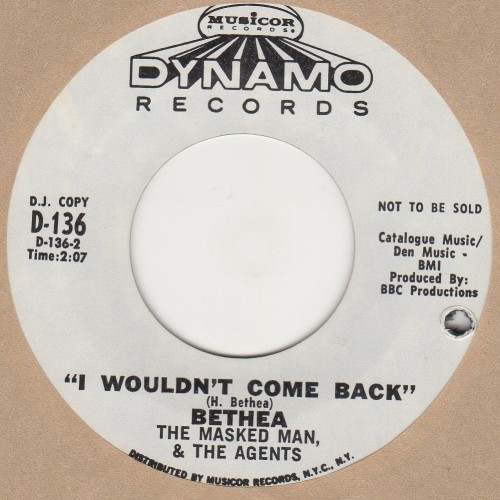 MUSICOR
RECORDS®
DYNAMO
RECORDS
D.J. COPY
D-136
D-136-2
Time:2:07
NOT TO BE SOLD
Catalogue Music/
Den Music -
BMI
Produced By:
BBC Productions
"I WOULDN'T COME BACK"
(H. Bethea)
BETHEA
THE MASKED MAN,
& THE AGENTS
DISTRIBUTED BY MUSICOR RECORDS, N.Y.C., N.Y.